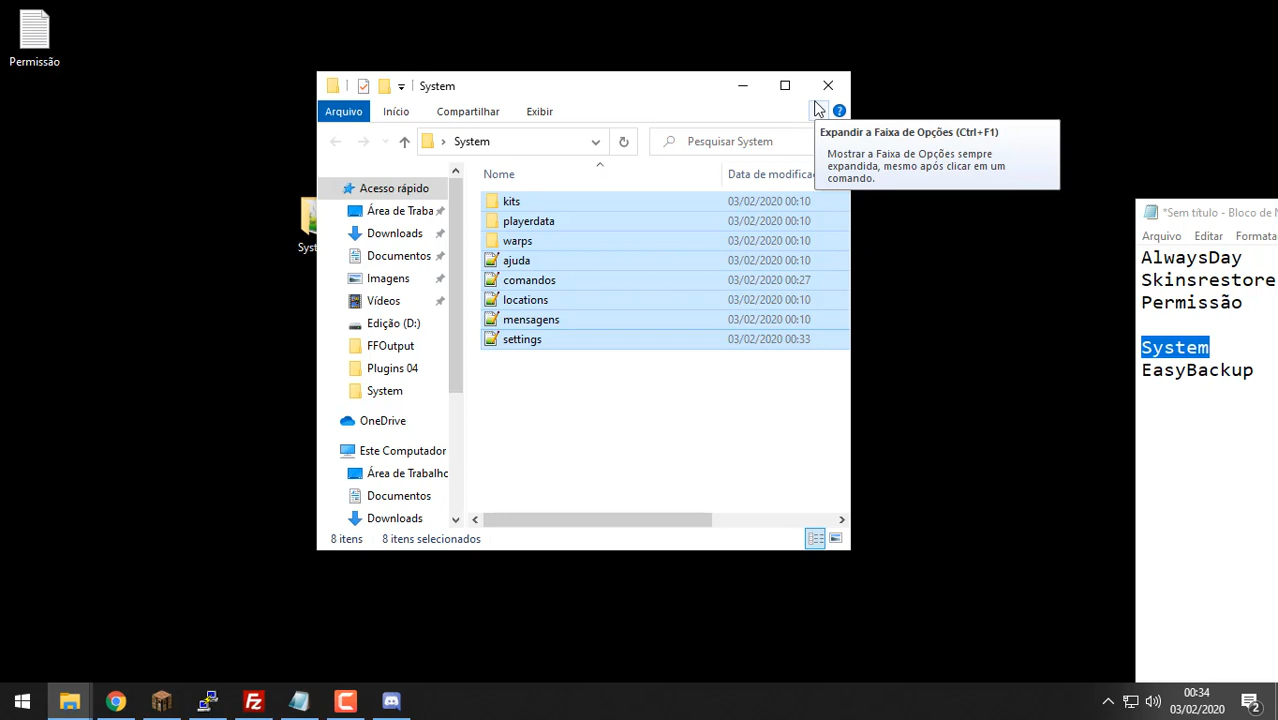 Permissão
Syst
System
Arquivo Início Compartilhar Exibir
System
Pesquisar System
Expandir a Faixa de Opções (Ctrl+F1)
Mostrar a Faixa de Opções sempre
expandida, mesmo após clicar em um
comando.
Acesso rápido
Área de Traba
Downloads
Documentos
Imagens
Vídeos
Edição (D:)
FFOutput
Plugins 04
System
OneDrive
Este Computador
Área de Trabalho
Documentos
Downloads
Nome Data de modifica
kits 03/02/2020 00:10
playerdata 03/02/2020 00:10
warps 03/02/2020 00:10
ajuda 03/02/2020 00:10
comandos 03/02/2020 00:27
locations 03/02/2020 00:10
mensagens 03/02/2020 00:10
settings 03/02/2020 00:33
8 itens 8 itens selecionados
*Sem título - Bloco de N
Arquivo Editar Formata
AlwaysDay
Skinsrestore
Permissão
System
EasyBackup
Fz
00:34
03/02/2020
2